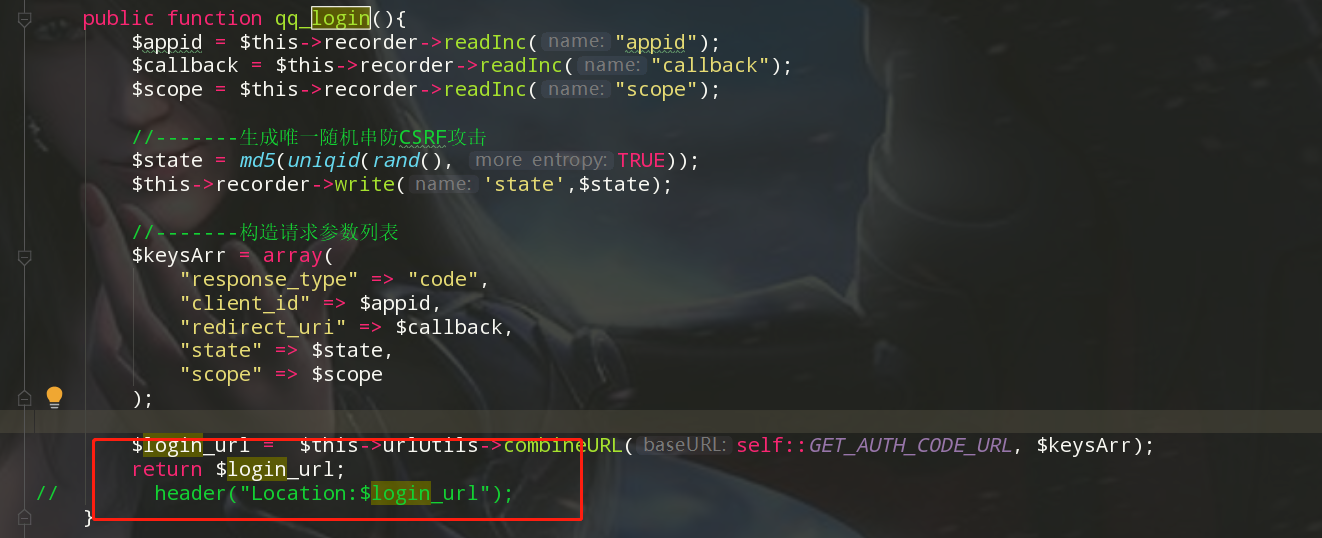 public function qq_login(){
$appid = $this->recorder->readInc( name: "appid");
$callback = $this->recorder->readInc( name: "callback");
$scope = $this->recorder->readInc( name: "scope");
//-------生成唯一随机串防CSRF攻击
$state = md5(uniqid(rand(), more entropy: TRUE));
$this->recorder->write( name: 'state',$state);
//-------构造请求参数列表
$keysArr = array(
"response_type" => "code",
"client_id" => $appid,
"redirect_uri" => $callback,
"state" => $state,
"scope" => $scope
);
$login_url =  $this->urlUtils->combineURL( baseURL: self::GET_AUTH_CODE_URL, $keysArr);
return $login_url;
//        header("Location:$login_url");
}